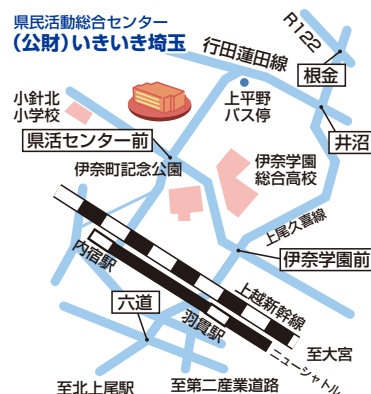 県民活動総合センター
(公財)いきいき埼玉
R122
行田蓮田線
根金
小針北
小学校
上平野
バス停
井沼
県活センター前
伊奈町記念公園
伊奈学園
総合高校
上尾久喜線
伊奈学園前
内宿駅
上越新幹線
六道
羽貫駅
ニューシャトル
至大宮
至北上尾駅
至第二産業道路